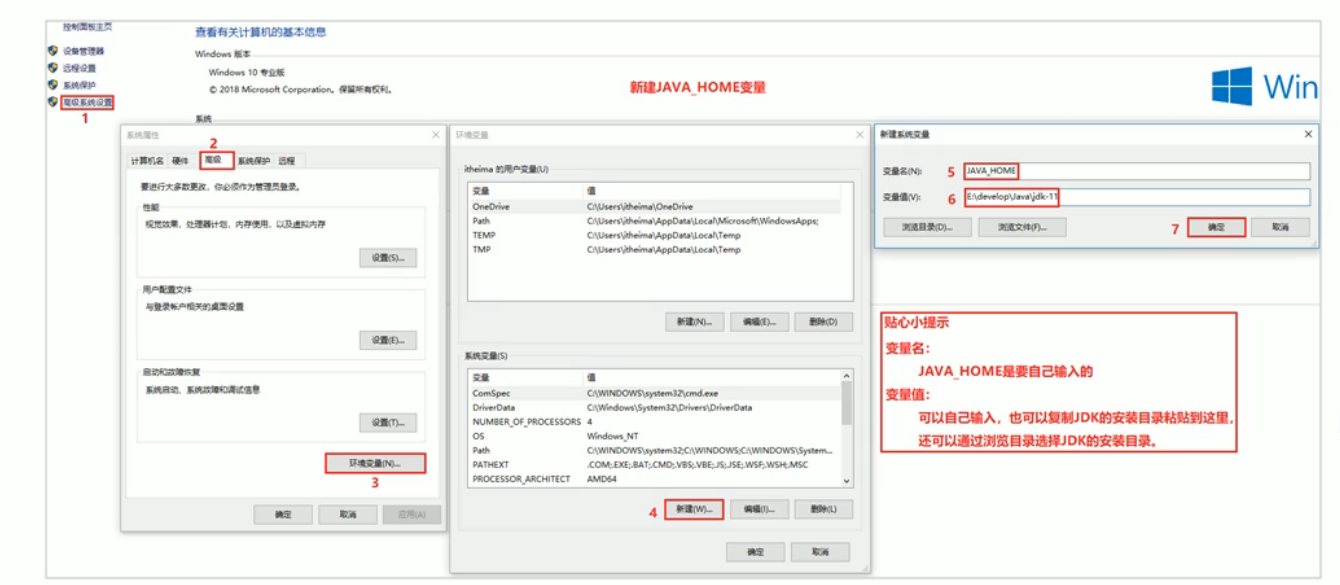 控制面板主页
设备管理器
远程设置
系统保护
高级系统设置
1
查看有关计算机的基本信息
Windows 版本
Windows 10 专业版
© 2018 Microsoft Corporation。保留所有权利。
系统
新建JAVA_HOME变量
Win
系统属性
2
计算机名 硬件 高级 系统保护 远程
要进行大多数更改，你必须作为管理员登录。
性能
视觉效果，处理器计划，内存使用，以及虚拟内存
设置(S)...
用户配置文件
与登录帐户相关的桌面设置
设置(E)...
启动和故障恢复
系统启动、系统故障和调试信息
设置(T)...
环境变量(N)...
3
确定 取消 应用(A)
环境变量
itheima 的用户变量(U)
变量 值
OneDrive C:\Users\itheima\OneDrive
Path C:\Users\itheima\AppData\Local\Microsoft\WindowsApps;
TEMP C:\Users\itheima\AppData\Local\Temp
TMP C:\Users\itheima\AppData\Local\Temp
新建(N)... 编辑(E)... 删除(D)
系统变量(S)
变量 值
ComSpec C:\WINDOWS\system32\cmd.exe
DriverData C:\Windows\System32\Drivers\DriverData
NUMBER_OF_PROCESSORS 4
OS Windows_NT
Path C:\WINDOWS\system32;C:\WINDOWS;C:\WINDOWS\System...
PATHEXT .COM;.EXE;.BAT;.CMD;.VBS;.VBE;.JS;.JSE;.WSF;.WSH;.MSC
PROCESSOR_ARCHITECT AMD64
4 新建(W)... 编辑(I)... 删除(L)
确定 取消
新建系统变量
变量名(N): 5 JAVA_HOME
变量值(V): 6 E:\develop\Java\jdk-11
浏览目录(D)... 浏览文件(F)... 7 确定 取消
贴心小提示
变量名：
JAVA_HOME是要自己输入的
变量值：
可以自己输入，也可以复制JDK的安装目录粘贴到这里，
还可以通过浏览目录选择JDK的安装目录。